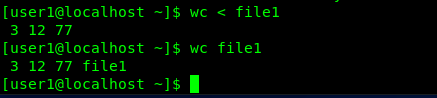 [user1@localhost ~]$ wc < file1
 3 12 77
[user1@localhost ~]$ wc file1
 3 12 77 file1
[user1@localhost ~]$